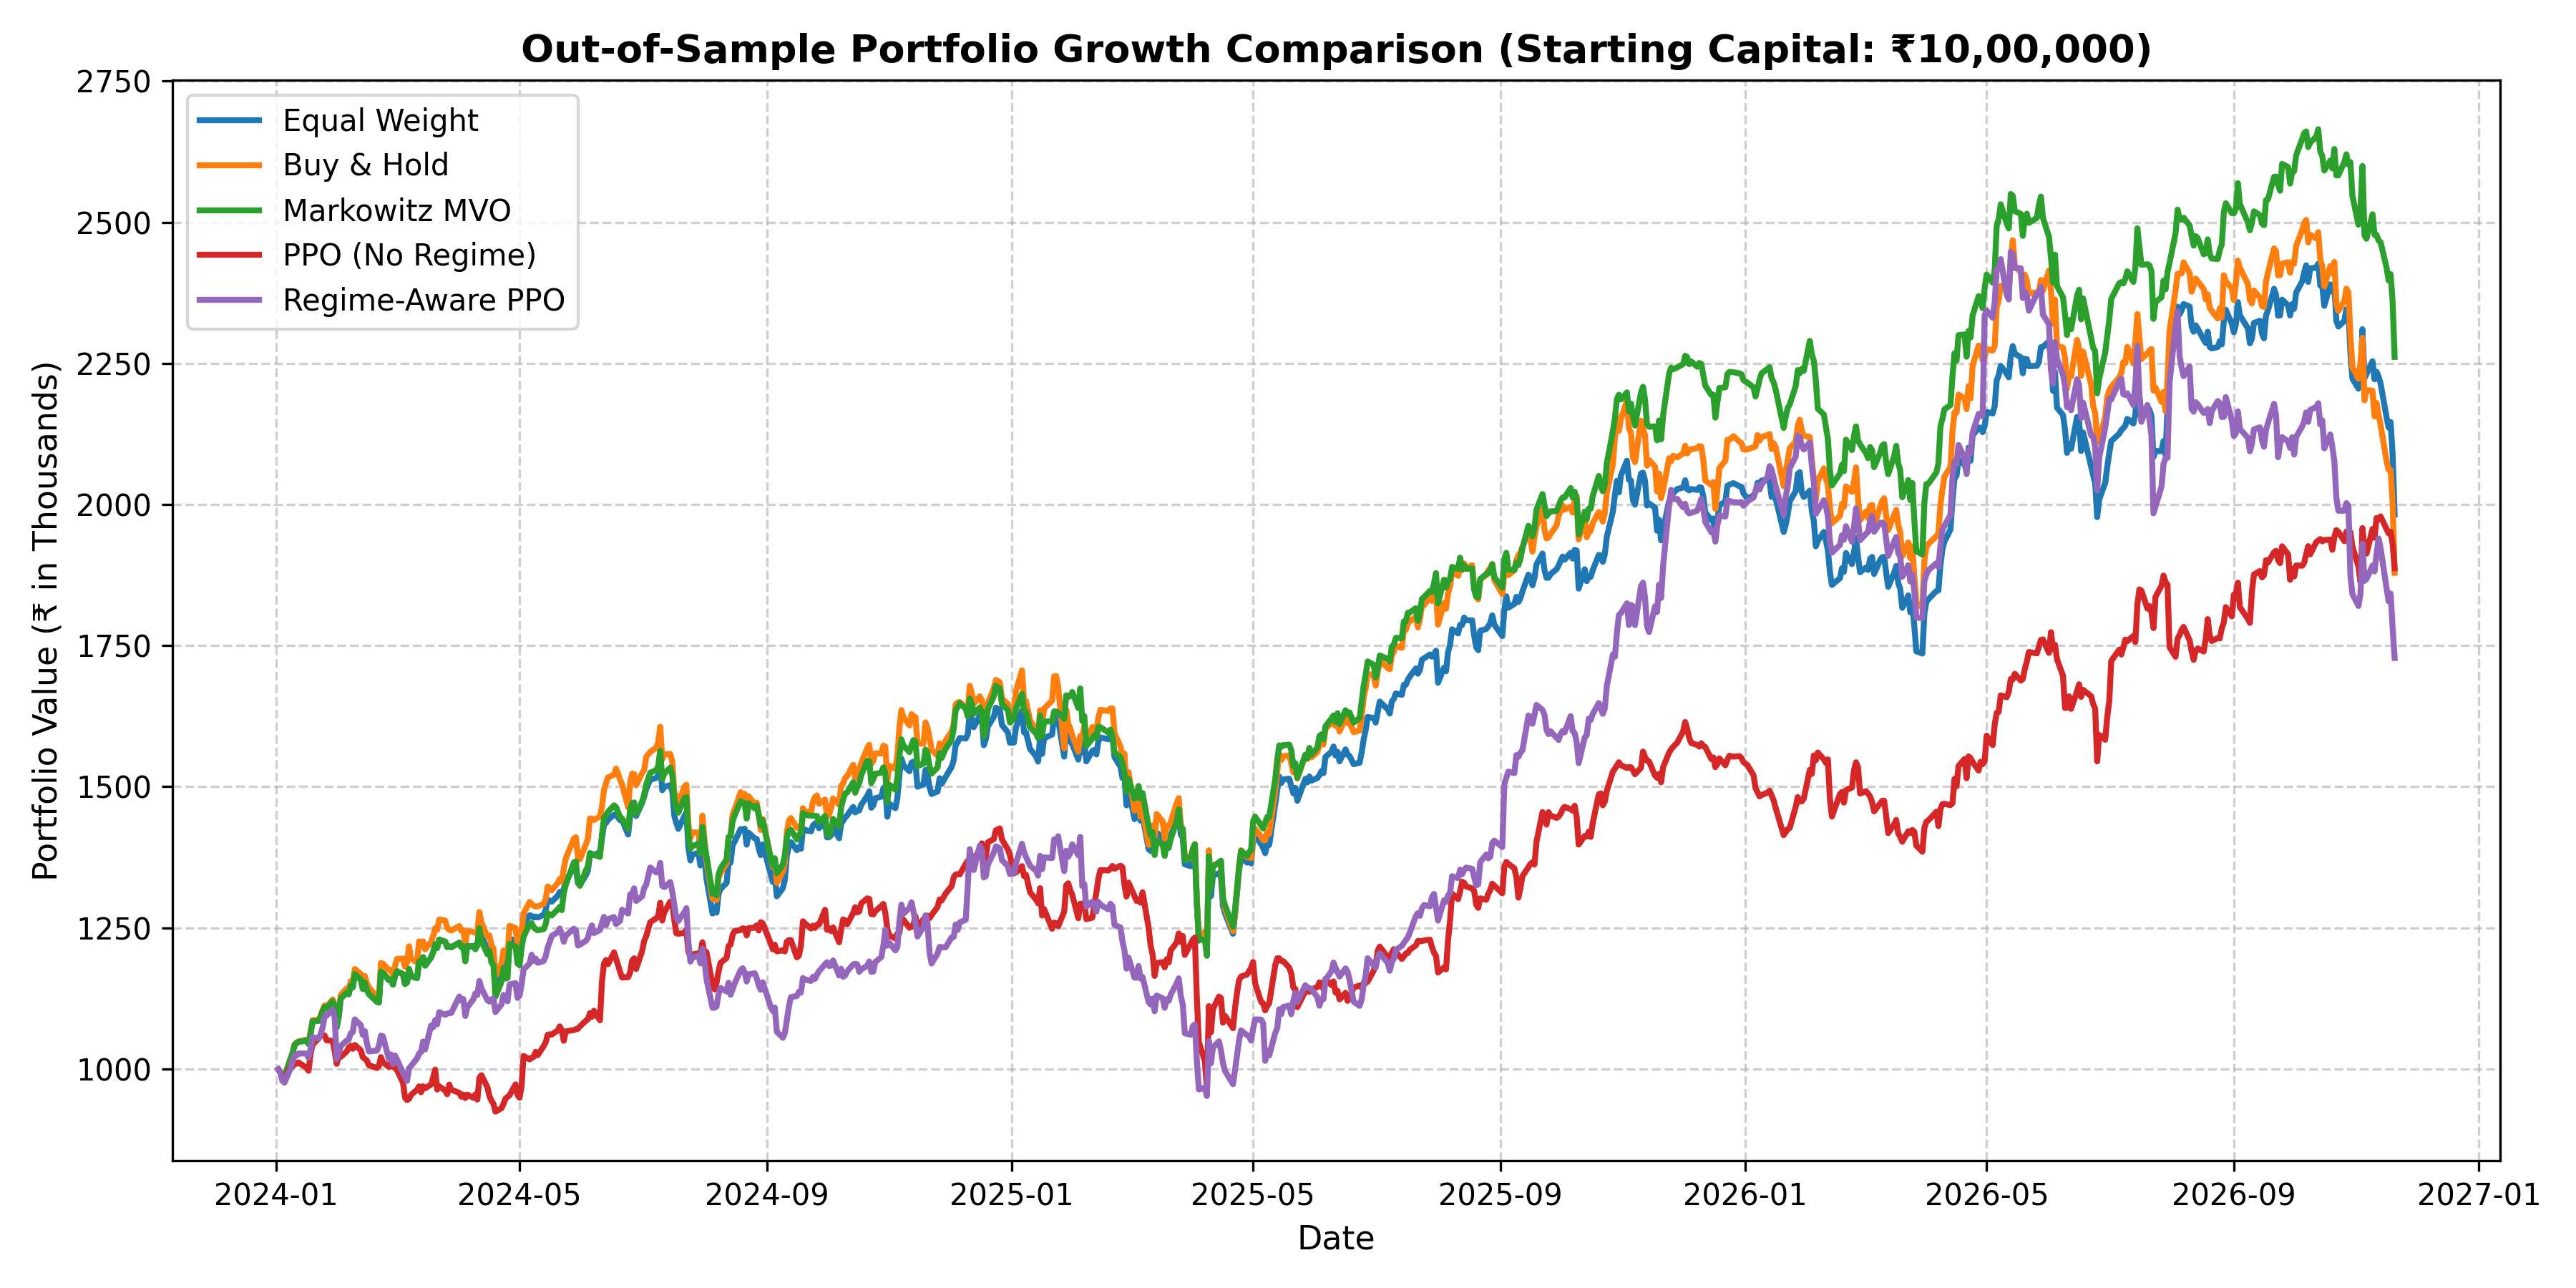 Out-of-Sample Portfolio Growth Comparison (Starting Capital: ₹10,00,000)
Portfolio Value (₹ in Thousands)
2750
2500
2250
2000
1750
1500
1250
1000
Equal Weight
Buy & Hold
Markowitz MVO
PPO (No Regime)
Regime-Aware PPO
2024-01
2024-05
2024-09
2025-01
2025-05
2025-09
2026-01
2026-05
2026-09
2027-01
Date